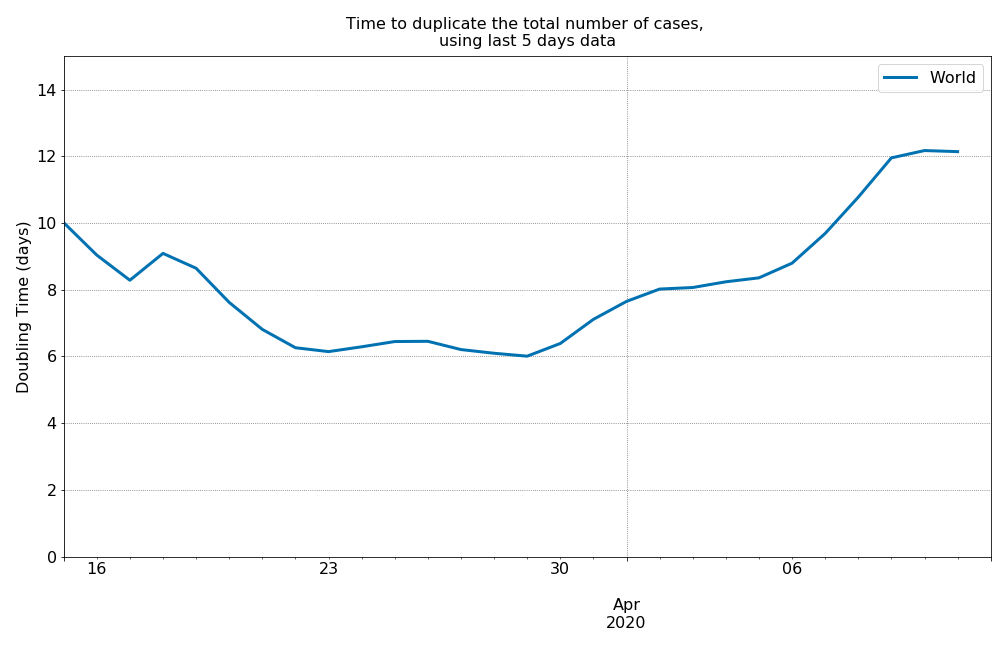 Time to duplicate the total number of cases,
using last 5 days data
World
Doubling Time (days)
14
12
10
8
6
4
2
0
16
23
30
06
Apr
2020